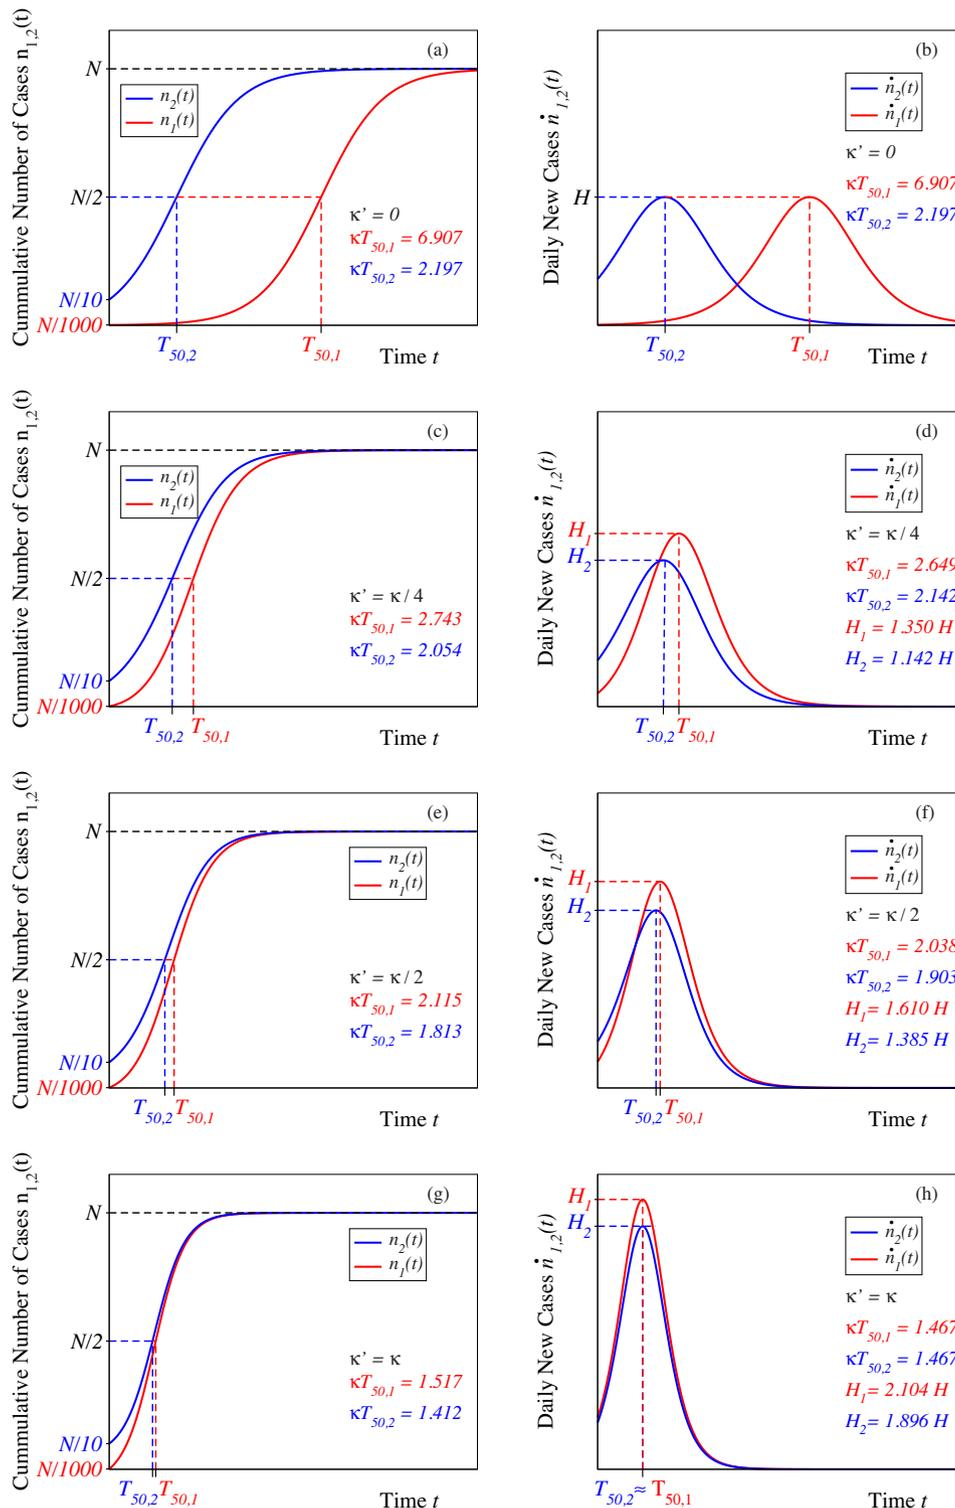 Cummulative Number of Cases n1,2(t)
(a)
N
n2(t)
n1(t)
N/2
κ' = 0
κT50,1 = 6.907
κT50,2 = 2.197
N/10
N/1000
T50,2
T50,1
Time t
Daily New Cases ṅ1,2(t)
(b)
ṅ2(t)
ṅ1(t)
κ' = 0
κT50,1 = 6.907
κT50,2 = 2.197
H
T50,2
T50,1
Time t
Cummulative Number of Cases n1,2(t)
(c)
N
n2(t)
n1(t)
N/2
κ' = κ / 4
κT50,1 = 2.743
κT50,2 = 2.054
N/10
N/1000
T50,2
T50,1
Time t
Daily New Cases ṅ1,2(t)
(d)
ṅ2(t)
ṅ1(t)
H1
H2
κ' = κ / 4
κT50,1 = 2.649
κT50,2 = 2.142
H1 = 1.350 H
H2 = 1.142 H
T50,2
T50,1
Time t
Cummulative Number of Cases n1,2(t)
(e)
N
n2(t)
n1(t)
N/2
κ' = κ / 2
κT50,1 = 2.115
κT50,2 = 1.813
N/10
N/1000
T50,2
T50,1
Time t
Daily New Cases ṅ1,2(t)
(f)
ṅ2(t)
ṅ1(t)
H1
H2
κ' = κ / 2
κT50,1 = 2.038
κT50,2 = 1.903
H1= 1.610 H
H2= 1.385 H
T50,2
T50,1
Time t
Cummulative Number of Cases n1,2(t)
(g)
N
n2(t)
n1(t)
N/2
κ' = κ
κT50,1 = 1.517
κT50,2 = 1.412
N/10
N/1000
T50,2
T50,1
Time t
Daily New Cases ṅ1,2(t)
(h)
H1
H2
ṅ2(t)
ṅ1(t)
κ' = κ
κT50,1 = 1.467
κT50,2 = 1.467
H1= 2.104 H
H2= 1.896 H
T50,2 ≈ T50,1
Time t